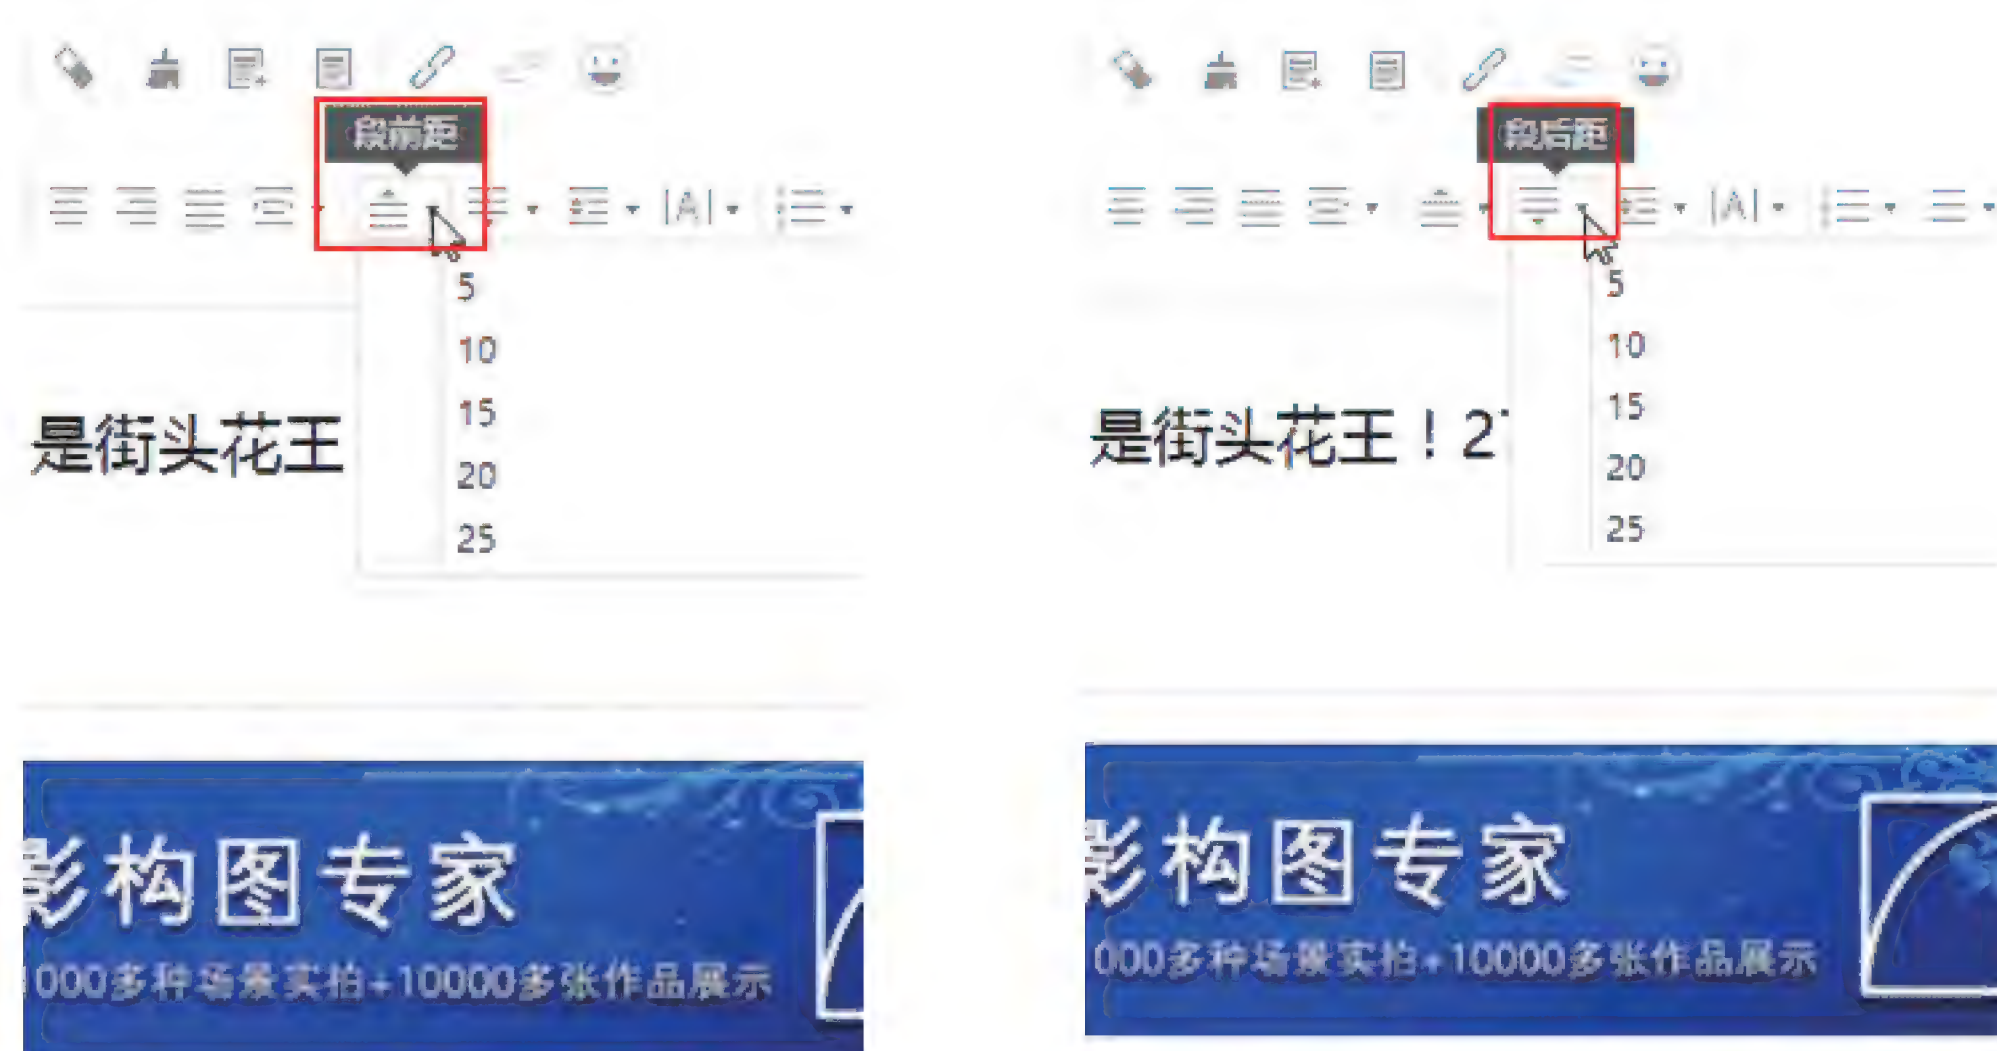 段前距
|A|
5
10
15
20
25
是街头花王
影构图专家
1000多种场景实拍+10000多张作品展示
段后距
|A|
5
10
15
20
25
是街头花王！2
影构图专家
000多种场景实拍+10000多张作品展示